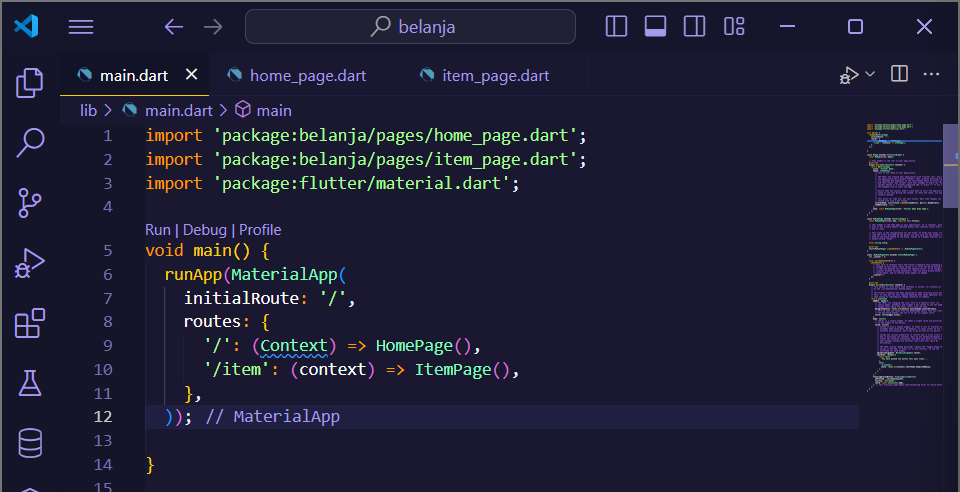 belanja
main.dart home_page.dart item_page.dart
lib > main.dart > main
1 import 'package:belanja/pages/home_page.dart';
2 import 'package:belanja/pages/item_page.dart';
3 import 'package:flutter/material.dart';
4
Run | Debug | Profile
5 void main() {
6 runApp(MaterialApp(
7 initialRoute: '/',
8 routes: {
9 '/': (Context) => HomePage(),
10 '/item': (context) => ItemPage(),
11 },
12 )); // MaterialApp
13
14 }
15